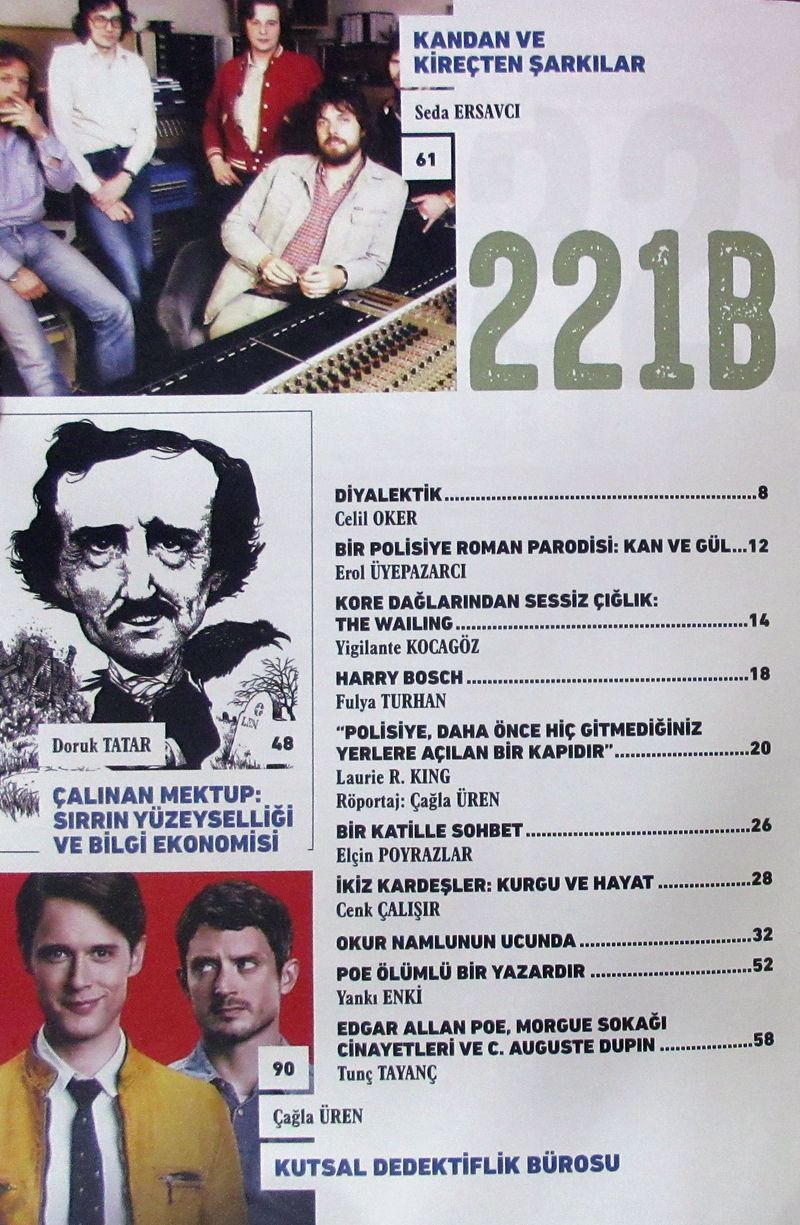 KANDAN VE
KİREÇTEN ŞARKILAR
Seda ERSAVCI
61
221B
LEN
Doruk TATAR
48
ÇALINAN MEKTUP:
SIRRIN YÜZEYSELLİĞİ
VE BİLGİ EKONOMİSİ
DİYALEKTİK............................................................8
Celil OKER
BİR POLİSİYE ROMAN PARODİSİ: KAN VE GÜL...12
Erol ÜYEPAZARCI
KORE DAĞLARINDAN SESSİZ ÇIĞLIK:
THE WAILING........................................................14
Yigilante KOCAGÖZ
HARRY BOSCH......................................................18
Fulya TURHAN
“POLİSİYE, DAHA ÖNCE HİÇ GİTMEDİĞİNİZ
YERLERE AÇILAN BİR KAPIDIR”..........................20
Laurie R. KING
Röportaj: Çağla ÜREN
BİR KATİLLE SOHBET...........................................26
Elçin POYRAZLAR
İKİZ KARDEŞLER: KURGU VE HAYAT ..................28
Cenk ÇALIŞIR
OKUR NAMLUNUN UCUNDA.................................32
POE ÖLÜMLÜ BİR YAZARDIR ...............................52
Yankı ENKİ
EDGAR ALLAN POE, MORGUE SOKAĞI
CİNAYETLERİ VE C. AUGUSTE DUPIN ..................58
Tunç TAYANÇ
90
Çağla ÜREN
KUTSAL DEDEKTİFLİK BÜROSU